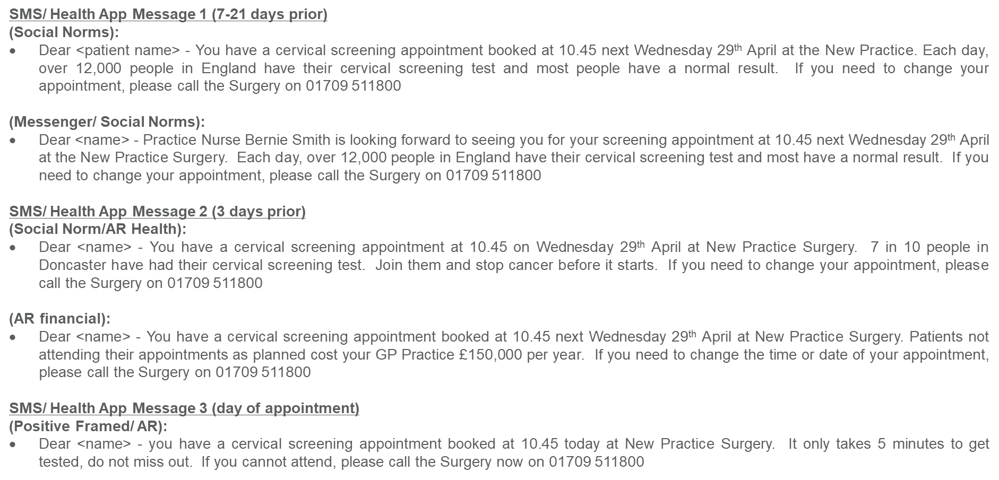 SMS/ Health App Message 1 (7-21 days prior)
(Social Norms):
• Dear <patient name> - You have a cervical screening appointment booked at 10.45 next Wednesday 29th April at the New Practice. Each day,
over 12,000 people in England have their cervical screening test and most people have a normal result. If you need to change your
appointment, please call the Surgery on 01709 511800
(Messenger/ Social Norms):
• Dear <name> - Practice Nurse Bernie Smith is looking forward to seeing you for your screening appointment at 10.45 next Wednesday 29th April
at the New Practice Surgery. Each day, over 12,000 people in England have their cervical screening test and most have a normal result. If you
need to change your appointment, please call the Surgery on 01709 511800
SMS/ Health App Message 2 (3 days prior)
(Social Norm/AR Health):
• Dear <name> - You have a cervical screening appointment at 10.45 on Wednesday 29th April at New Practice Surgery. 7 in 10 people in
Doncaster have had their cervical screening test. Join them and stop cancer before it starts. If you need to change your appointment, please
call the Surgery on 01709 511800
(AR financial):
• Dear <name> - You have a cervical screening appointment booked at 10.45 next Wednesday 29th April at New Practice Surgery. Patients not
attending their appointments as planned cost your GP Practice £150,000 per year. If you need to change the time or date of your appointment,
please call the Surgery on 01709 511800
SMS/ Health App Message 3 (day of appointment)
(Positive Framed/ AR):
• Dear <name> - you have a cervical screening appointment booked at 10.45 today at New Practice Surgery. It only takes 5 minutes to get
tested, do not miss out. If you cannot attend, please call the Surgery now on 01709 511800